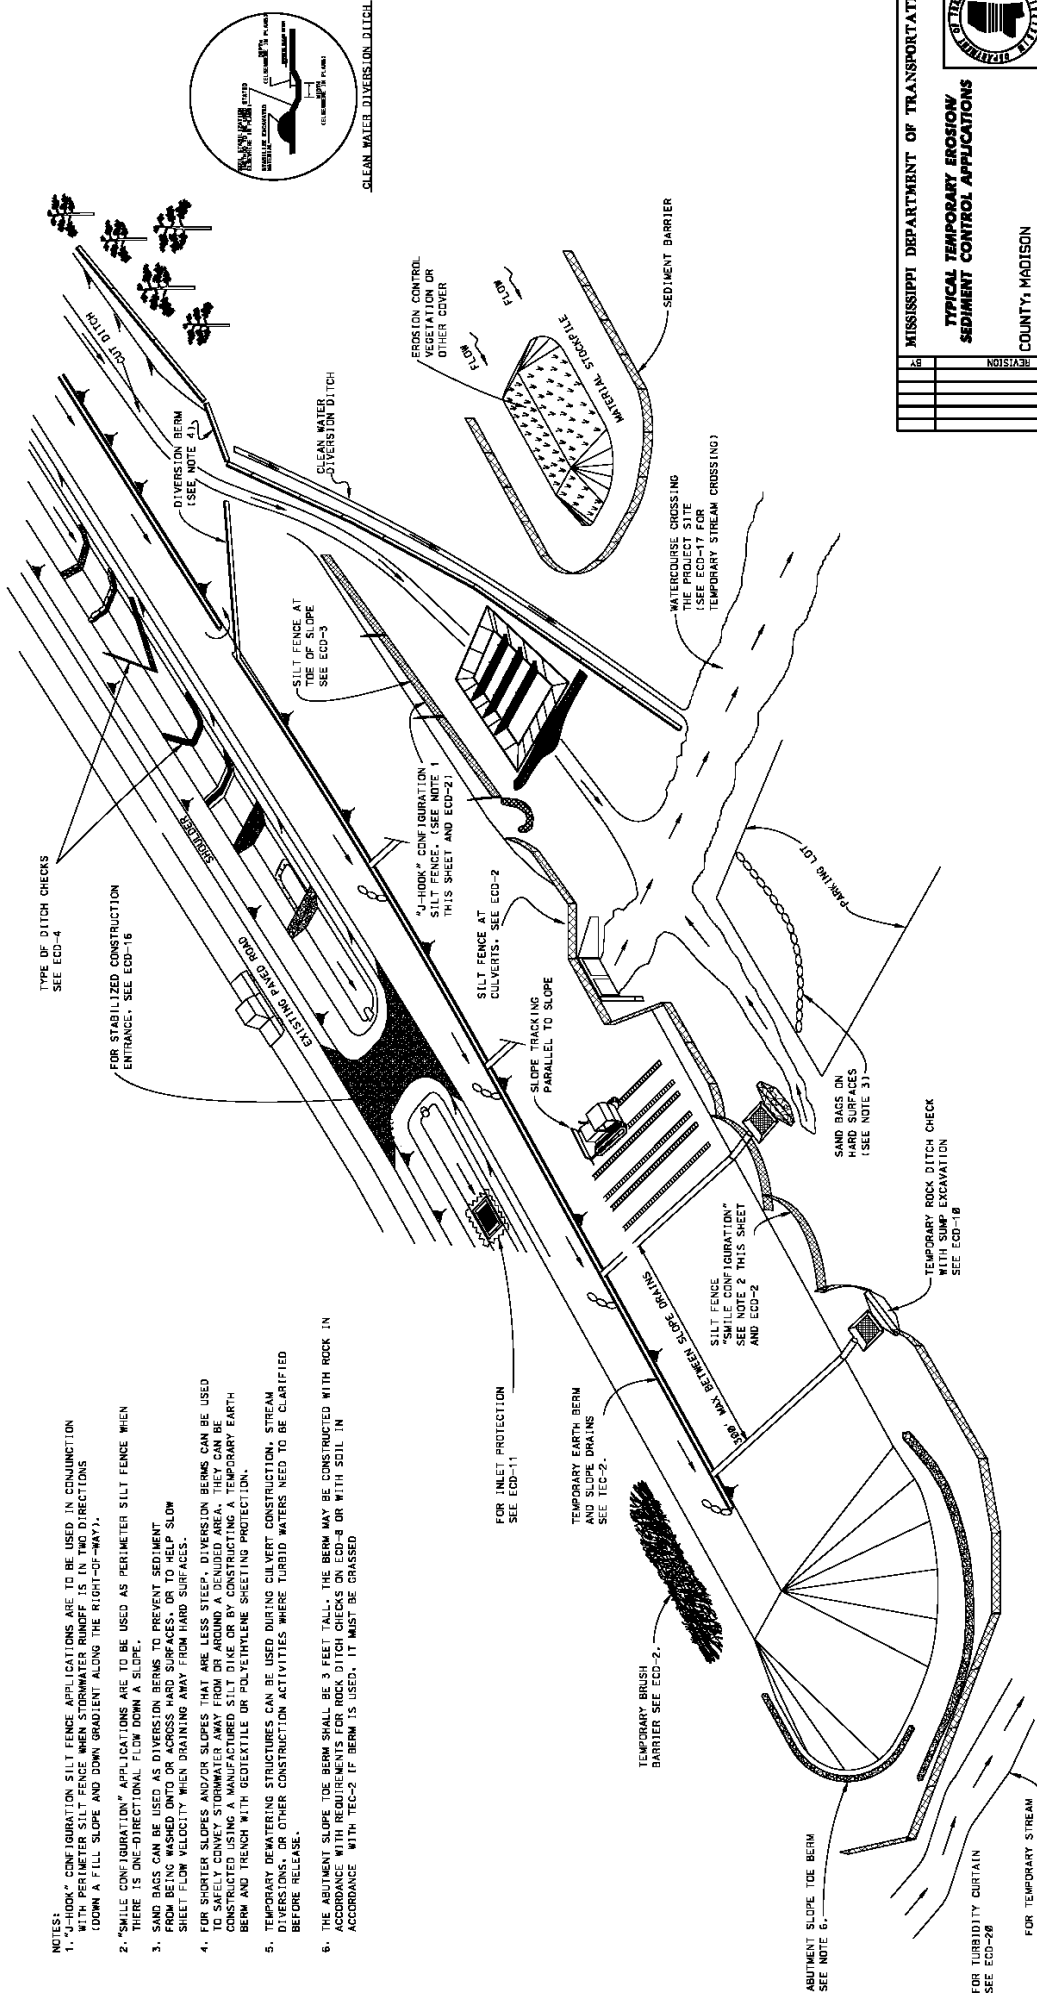 NOTES:
1. "J-HOOK" CONFIGURATION SILT FENCE APPLICATIONS ARE TO BE USED IN CONJUNCTION
WITH PERIMETER SILT FENCE WHEN STORMWATER RUNOFF IS IN TWO DIRECTIONS
(DOWN A FILL SLOPE AND DOWN GRADIENT ALONG THE RIGHT-OF-WAY).
2. "SMILE CONFIGURATION" APPLICATIONS ARE TO BE USED AS PERIMETER SILT FENCE WHEN
THERE IS ONE-DIRECTIONAL FLOW DOWN A SLOPE.
3. SAND BAGS CAN BE USED AS DIVERSION BERMS TO PREVENT SEDIMENT
FROM BEING WASHED ONTO OR ACROSS HARD SURFACES, OR TO HELP SLOW
SHEET FLOW VELOCITY WHEN DRAINING AWAY FROM HARD SURFACES.
4. FOR SHORTER SLOPES AND/OR SLOPES THAT ARE LESS STEEP, DIVERSION BERMS CAN BE USED
TO SAFELY CONVEY STORMWATER AWAY FROM OR AROUND A DENUDED AREA. THEY CAN BE
CONSTRUCTED USING A MANUFACTURED SILT DIKE OR BY CONSTRUCTING A TEMPORARY EARTH
BERM AND TRENCH WITH GEOTEXTILE OR POLYETHYLENE SHEETING PROTECTION.
5. TEMPORARY DEWATERING STRUCTURES CAN BE USED DURING CULVERT CONSTRUCTION, STREAM
DIVERSIONS, OR OTHER CONSTRUCTION ACTIVITIES WHERE TURBID WATERS NEED TO BE CLARIFIED
BEFORE RELEASE.
6. THE ABUTMENT SLOPE TOE BERM SHALL BE 3 FEET TALL. THE BERM MAY BE CONSTRUCTED WITH ROCK IN
ACCORDANCE WITH REQUIREMENTS FOR ROCK DITCH CHECKS ON ECD-8 OR WITH SOIL IN
ACCORDANCE WITH TEC-2 IF BERM IS USED, IT MUST BE GRASSED
TYPE OF DITCH CHECKS
SEE ECD-4
FOR STABILIZED CONSTRUCTION
ENTRANCE, SEE ECD-16
SHOULDER
EXISTING PAVED ROAD
CUT DITCH
DIVERSION BERM
(SEE NOTE 4)
CLEAN WATER
DIVERSION DITCH
SILT FENCE AT
TOE OF SLOPE
SEE ECD-3
"J-HOOK" CONFIGURATION
SILT FENCE. (SEE NOTE 1
THIS SHEET AND ECD-2)
SILT FENCE AT
CULVERTS, SEE ECD-2
SLOPE TRACKING
PARALLEL TO SLOPE
FOR INLET PROTECTION
SEE ECD-11
TEMPORARY EARTH BERM
AND SLOPE DRAINS
SEE TEC-2.
300' MAX BETWEEN SLOPE DRAINS
SILT FENCE
"SMILE CONFIGURATION"
SEE NOTE 2 THIS SHEET
AND ECD-2
TEMPORARY BRUSH
BARRIER SEE ECD-2.
ABUTMENT SLOPE TOE BERM
SEE NOTE 6.
FOR TURBIDITY CURTAIN
SEE ECD-20
FOR TEMPORARY STREAM
TEMPORARY ROCK DITCH CHECK
WITH SUMP EXCAVATION
SEE ECD-10
SAND BAGS ON
HARD SURFACES
(SEE NOTE 3)
PARKING LOT
WATERCOURSE CROSSING
THE PROJECT SITE
(SEE ECD-17 FOR
TEMPORARY STREAM CROSSING)
EROSION CONTROL
VEGETATION OR
OTHER COVER
FLOW
FLOW
MATERIAL STOCKPILE
SEDIMENT BARRIER
STABILIZE EXCAVATED
MATERIAL
WIDTH
(ELSEWHERE IN PLANS)
DEPTH
(ELSEWHERE IN PLANS)
CLEAN WATER DIVERSION DITCH
MISSISSIPPI DEPARTMENT OF TRANSPORTATI
TYPICAL TEMPORARY EROSION/
SEDIMENT CONTROL APPLICATIONS
COUNTY: MADISON
BY
REVISION
DEPARTMENT